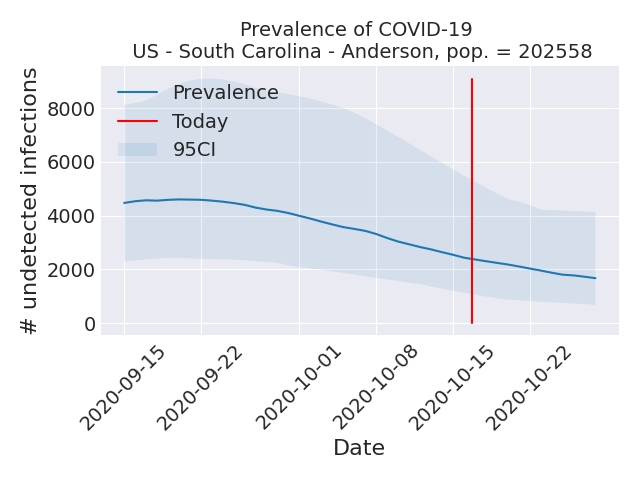 Prevalence of COVID-19
US - South Carolina - Anderson, pop. = 202558
# undetected infections
8000
6000
4000
2000
0
Prevalence
Today
95CI
2020-09-15
2020-09-22
2020-10-01
2020-10-08
2020-10-15
2020-10-22
Date